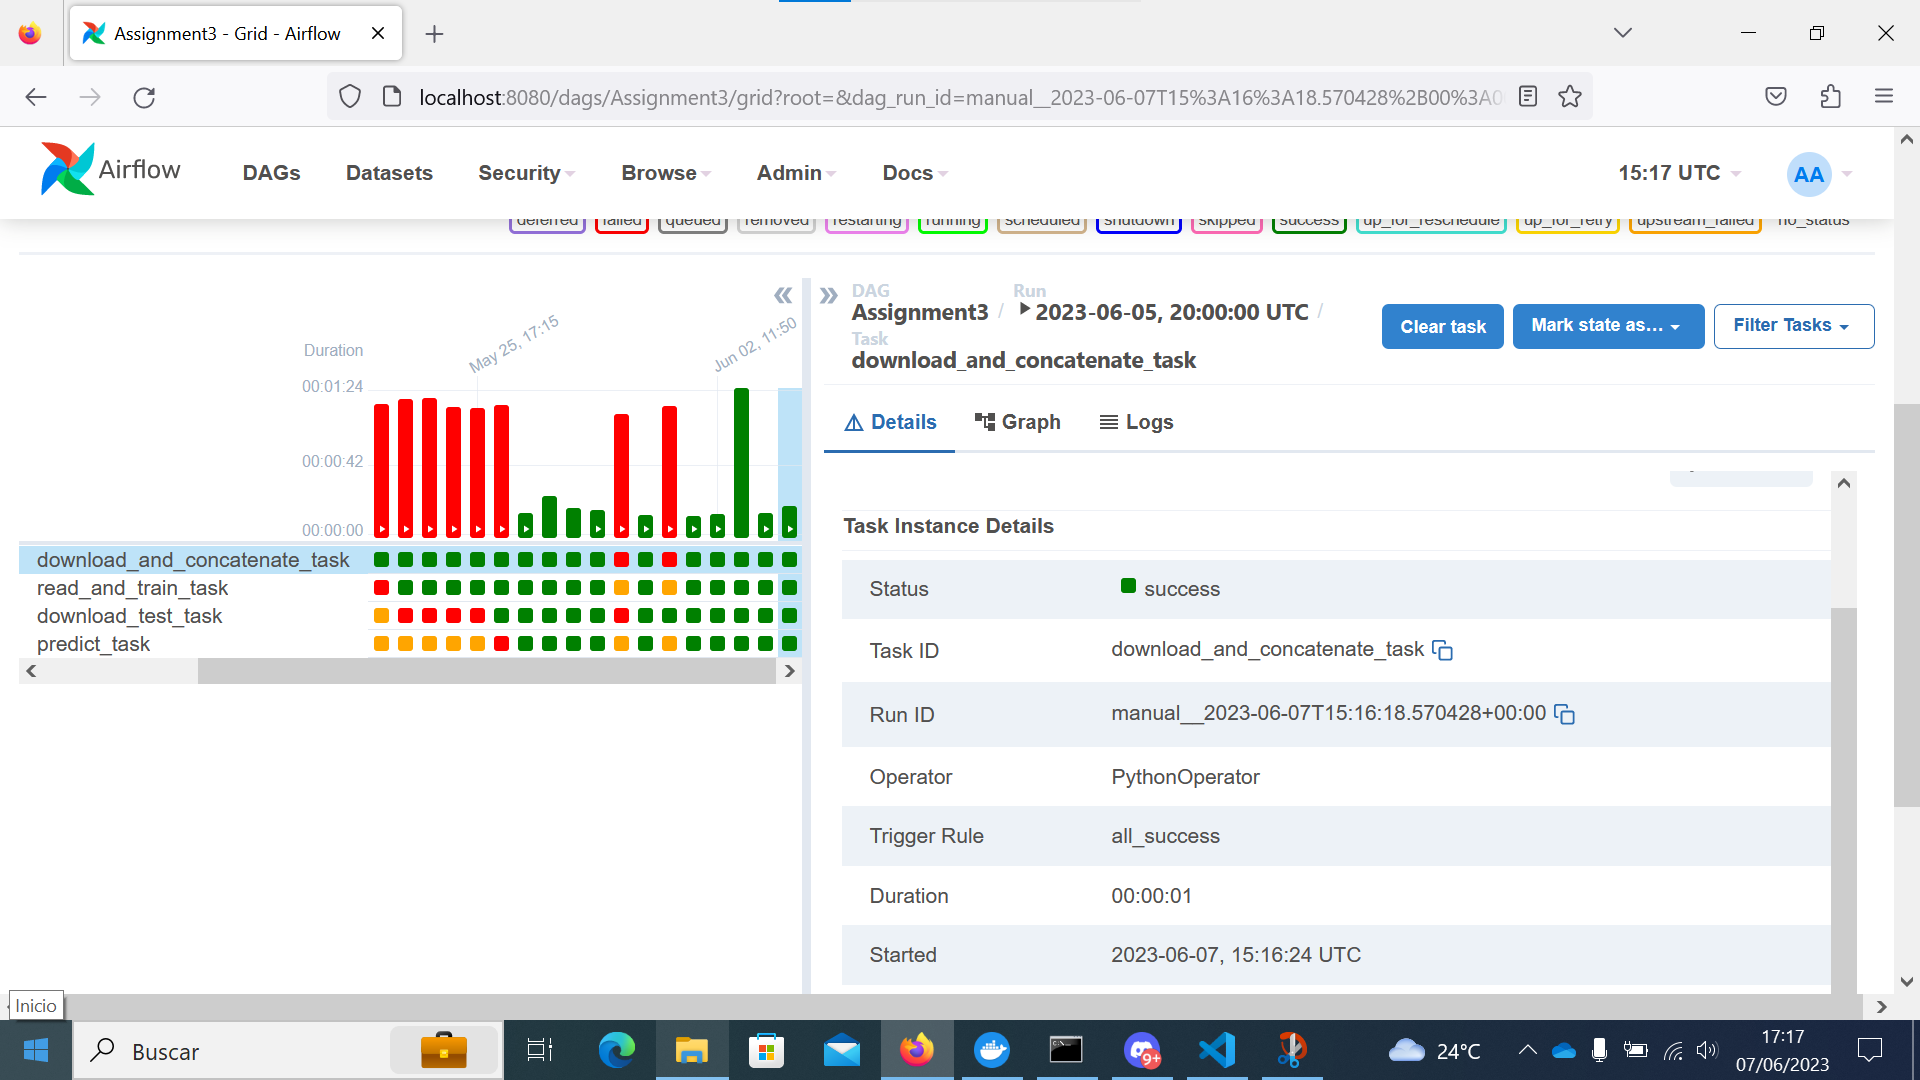 Assignment3 - Grid - Airflow
localhost:8080/dags/Assignment3/grid?root=&dag_run_id=manual__2023-06-07T15%3A16%3A18.570428%2B00%3A0
Airflow
DAGs
Datasets
Security
Browse
Admin
Docs
15:17 UTC
AA
deferred
failed
queued
removed
restarting
running
scheduled
shutdown
skipped
success
up_for_reschedule
up_for_retry
upstream_failed
no_status
May 25, 17:15
Jun 02, 11:50
Duration
00:01:24
00:00:42
00:00:00
download_and_concatenate_task
read_and_train_task
download_test_task
predict_task
DAG
Assignment3 /
Run
2023-06-05, 20:00:00 UTC /
Task
download_and_concatenate_task
Clear task
Mark state as…
Filter Tasks
Details
Graph
Logs
Task Instance Details
Status success
Task ID download_and_concatenate_task
Run ID manual__2023-06-07T15:16:18.570428+00:00
Operator PythonOperator
Trigger Rule all_success
Duration 00:00:01
Started 2023-06-07, 15:16:24 UTC
Inicio
Buscar
9+
24°C
17:17
07/06/2023